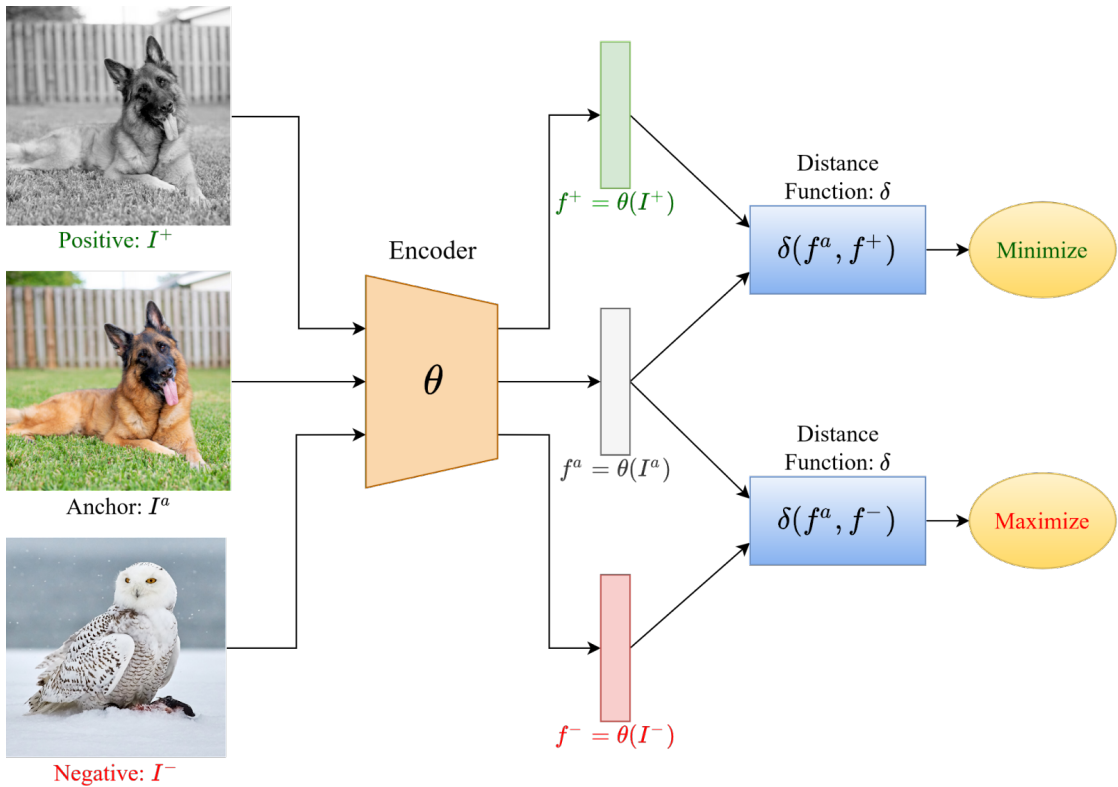 Positive: I⁺
Anchor: Iᵃ
Negative: I⁻
Encoder
θ
f⁺ = θ(I⁺)
fᵃ = θ(Iᵃ)
f⁻ = θ(I⁻)
Distance
Function: δ
δ(fᵃ, f⁺)
Minimize
Distance
Function: δ
δ(fᵃ, f⁻)
Maximize